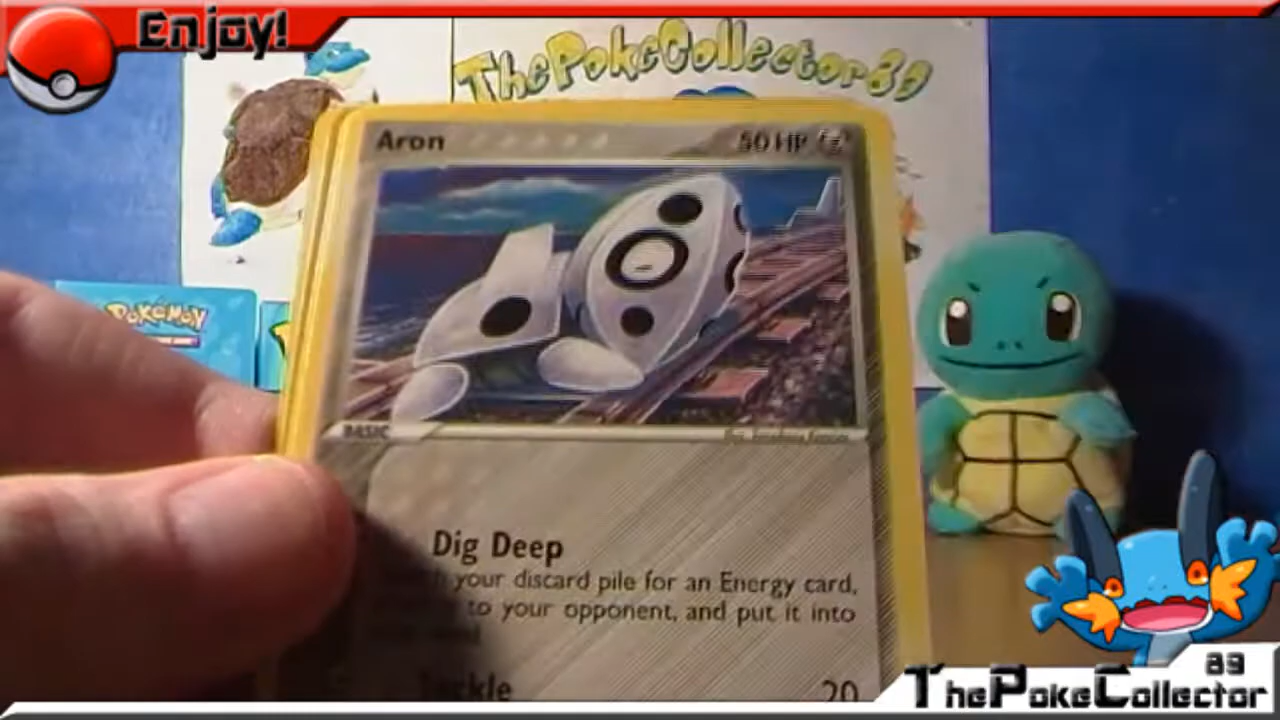 Enjoy!
ThePokeCollector89
Aron
50 HP
POKéMON
BASIC
Dig Deep
your discard pile for an Energy card,
to your opponent, and put it into
Tackle 20
89
ThePokeCollector